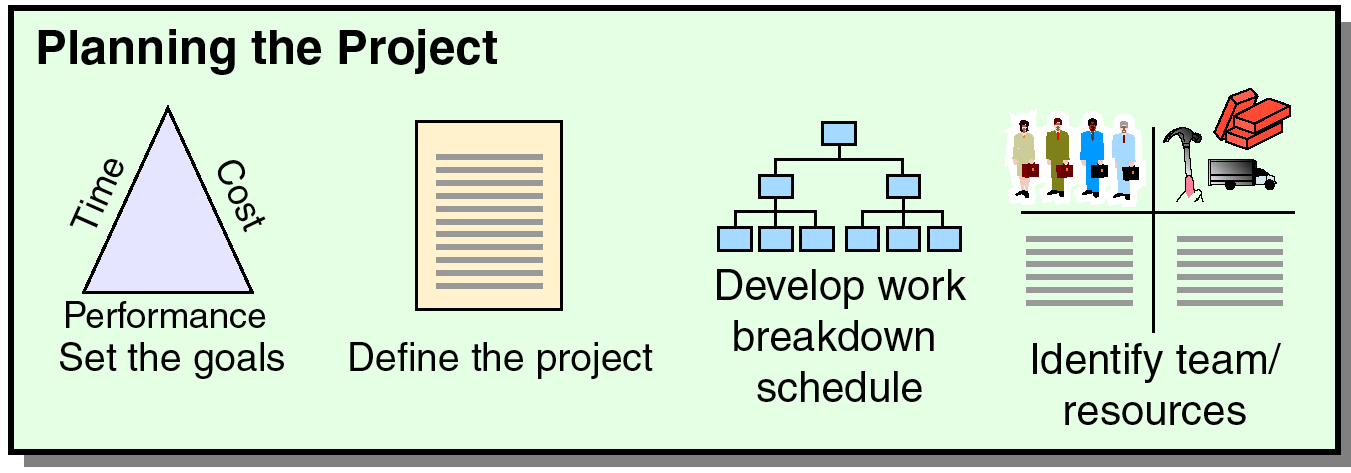 Planning the Project
Time
Cost
Performance
Set the goals
Define the project
Develop work
breakdown
schedule
Identify team/
resources